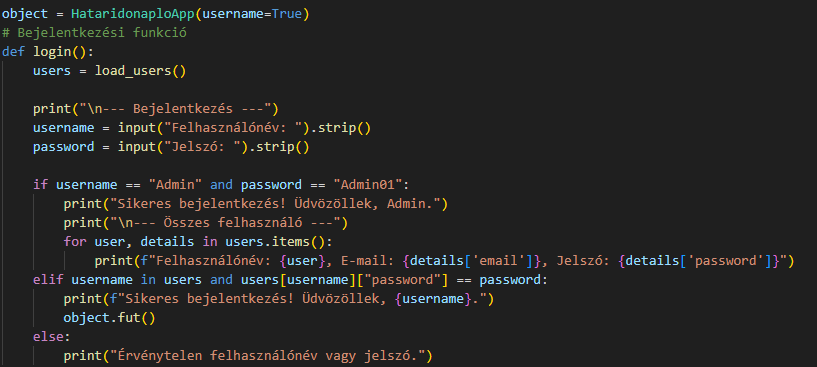 object = HataridonaploApp(username=True)
# Bejelentkezési funkció
def login():
    users = load_users()

    print("\n--- Bejelentkezés ---")
    username = input("Felhasználónév: ").strip()
    password = input("Jelszó: ").strip()

    if username == "Admin" and password == "Admin01":
        print("Sikeres bejelentkezés! Üdvözöllek, Admin.")
        print("\n--- Összes felhasználó ---")
        for user, details in users.items():
            print(f"Felhasználónév: {user}, E-mail: {details['email']}, Jelszó: {details['password']}")
    elif username in users and users[username]["password"] == password:
        print(f"Sikeres bejelentkezés! Üdvözöllek, {username}.")
        object.fut()
    else:
        print("Érvénytelen felhasználónév vagy jelszó.")